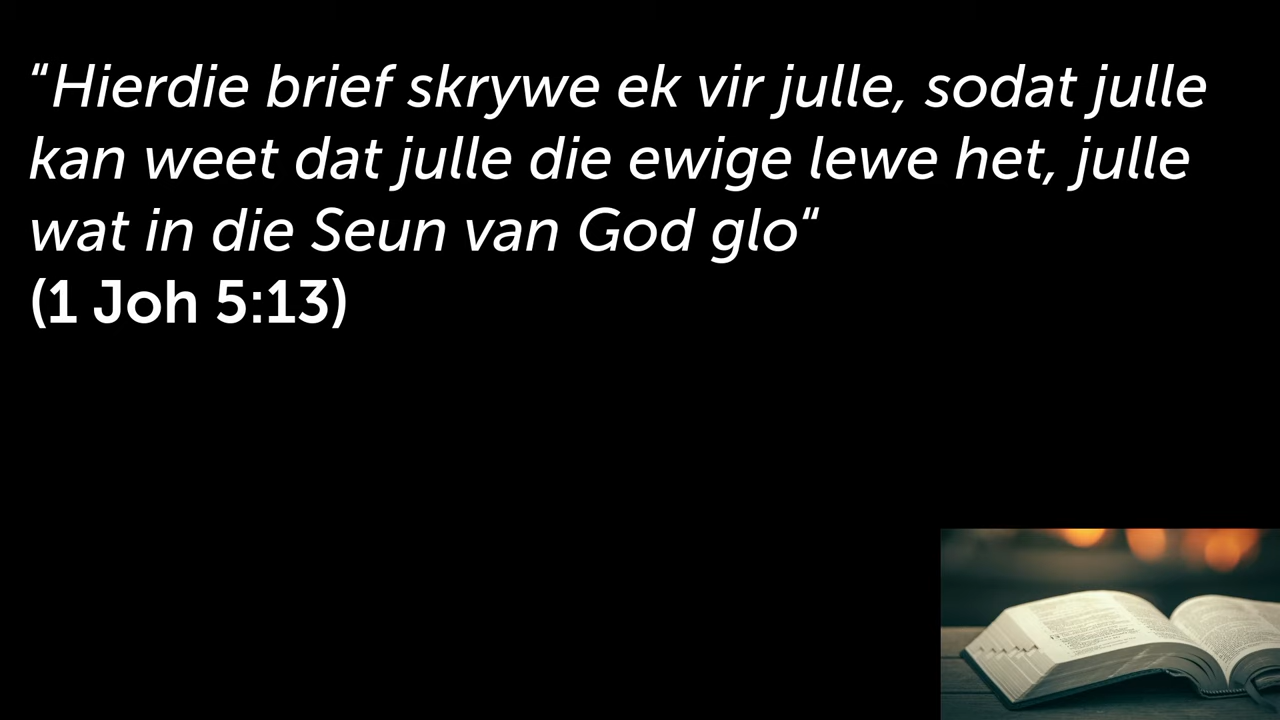 “Hierdie brief skrywe ek vir julle, sodat julle
kan weet dat julle die ewige lewe het, julle
wat in die Seun van God glo“
(1 Joh 5:13)